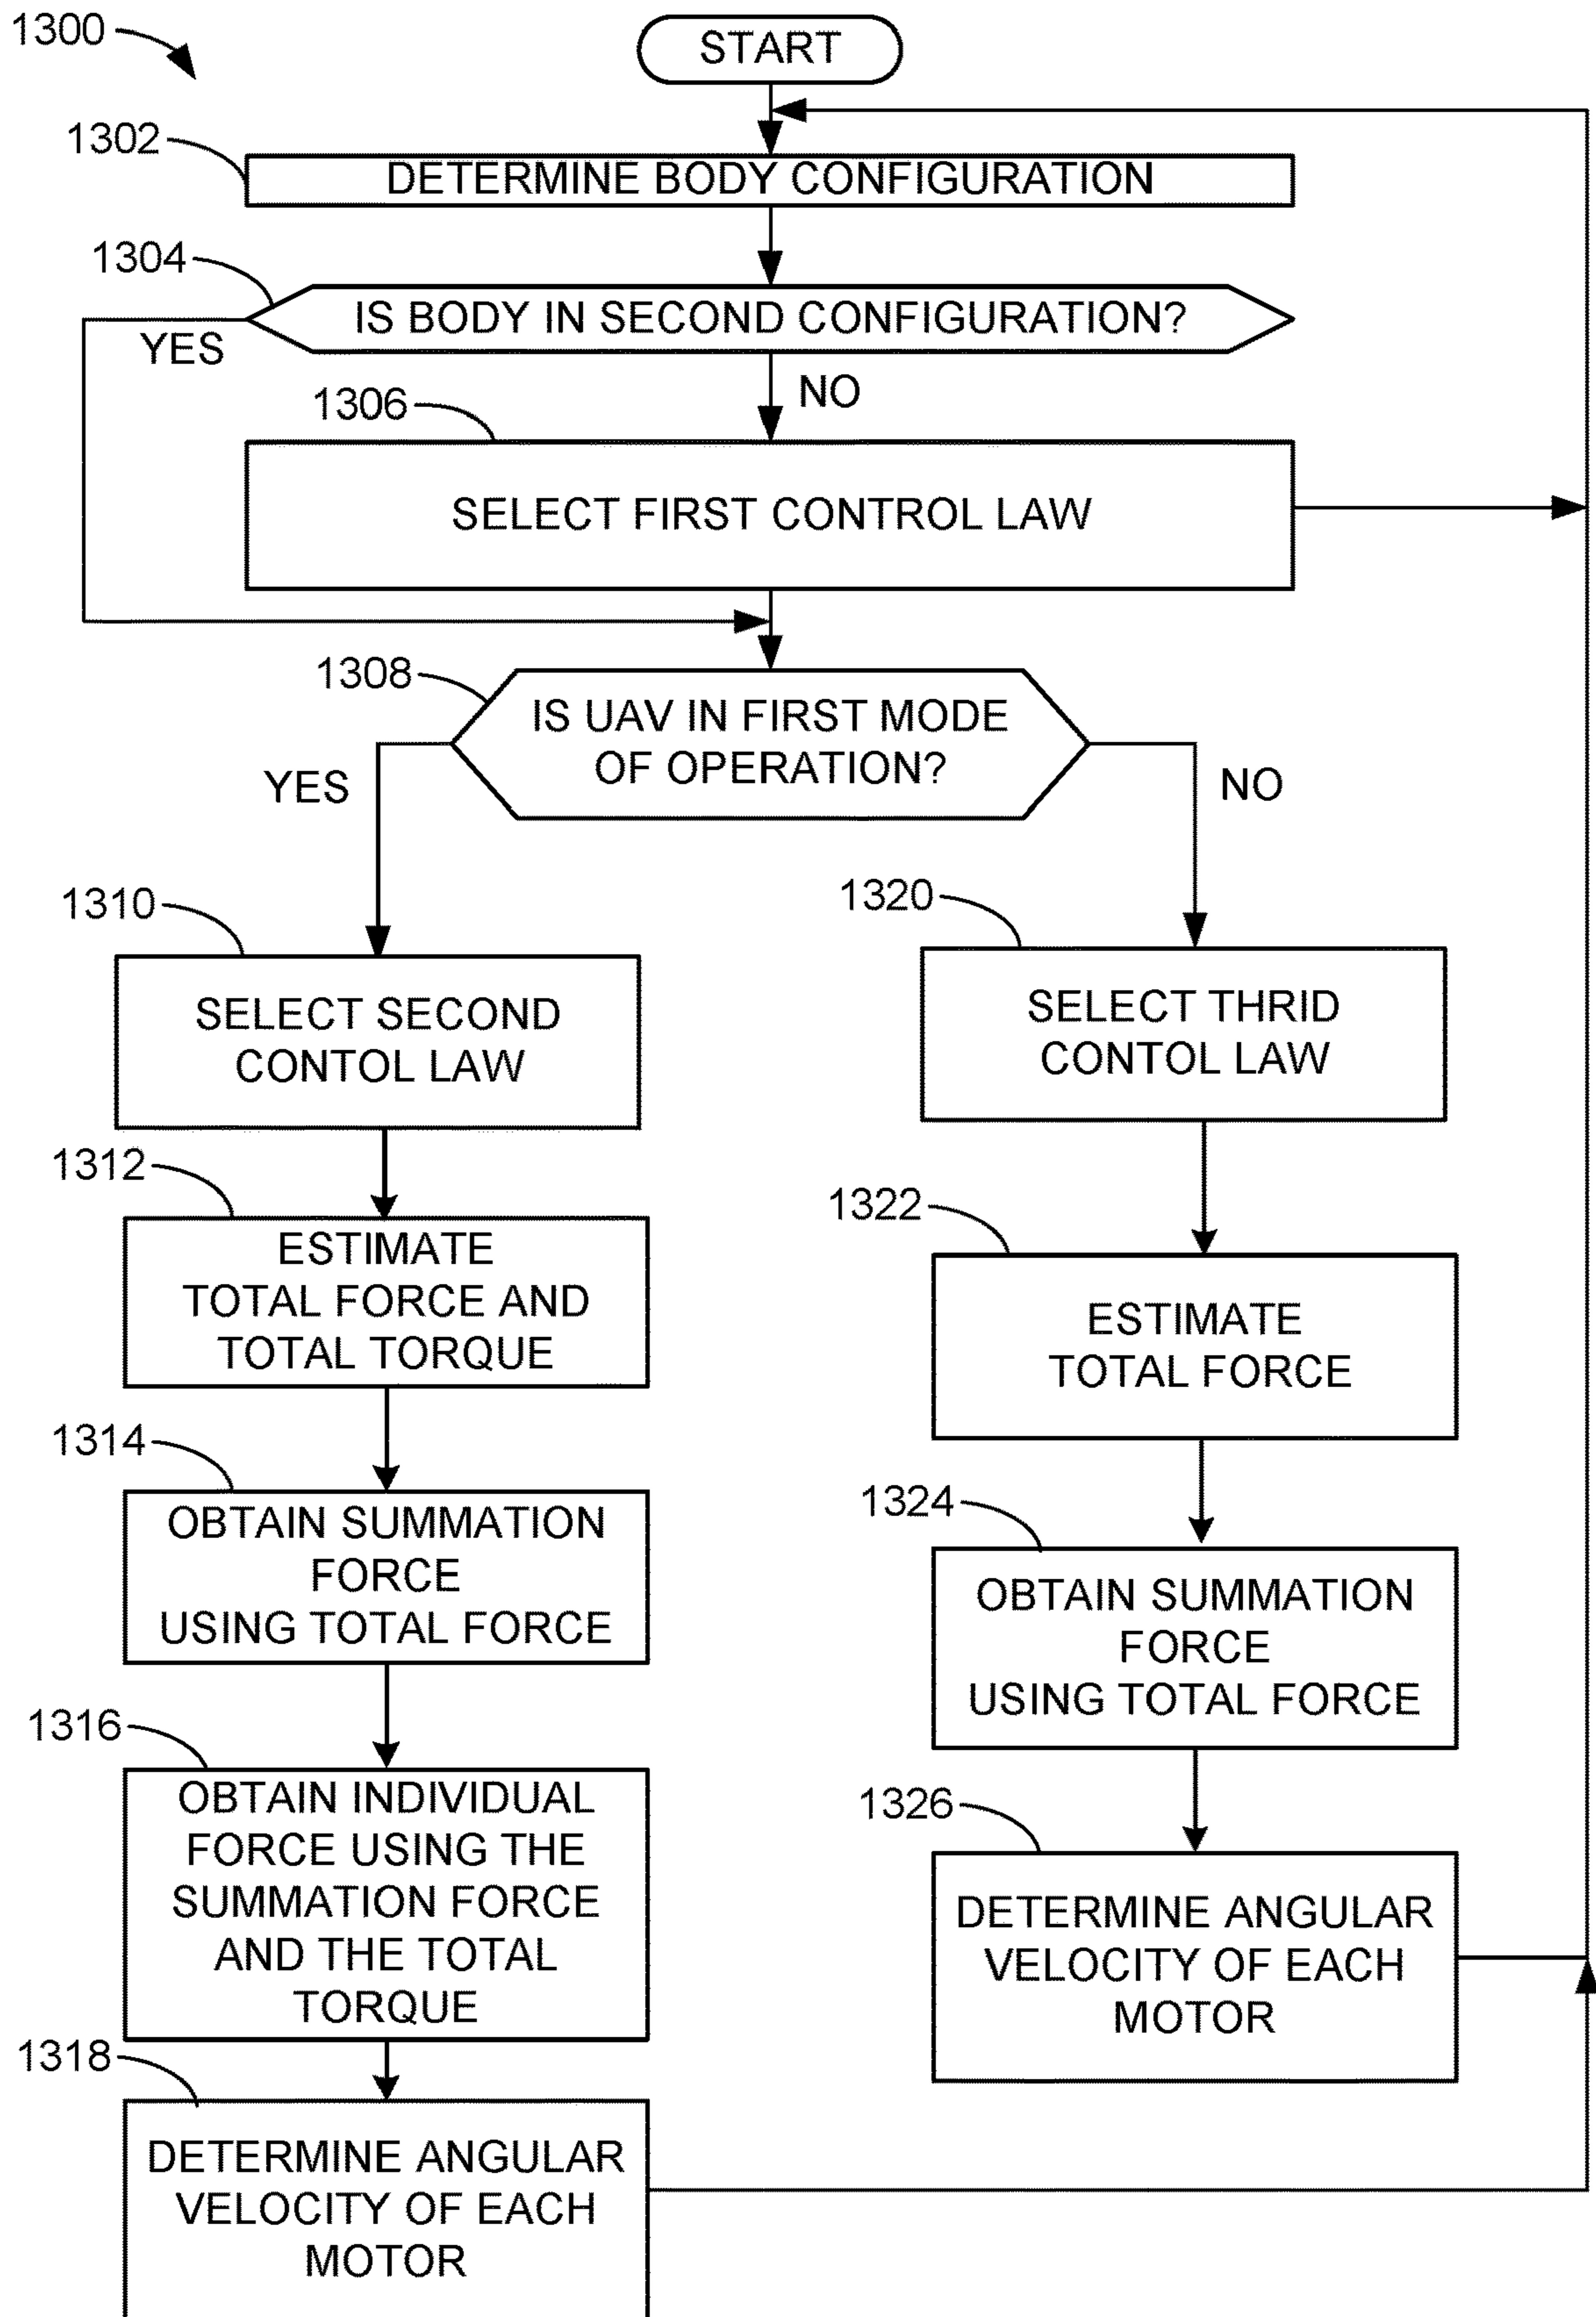 1300
START
1302
DETERMINE BODY CONFIGURATION
1304
IS BODY IN SECOND CONFIGURATION?
YES
NO
1306
SELECT FIRST CONTROL LAW
1308
IS UAV IN FIRST MODE
OF OPERATION?
YES
NO
1310
SELECT SECOND
CONTOL LAW
1312
ESTIMATE
TOTAL FORCE AND
TOTAL TORQUE
1314
OBTAIN SUMMATION
FORCE
USING TOTAL FORCE
1316
OBTAIN INDIVIDUAL
FORCE USING THE
SUMMATION FORCE
AND THE TOTAL
TORQUE
1318
DETERMINE ANGULAR
VELOCITY OF EACH
MOTOR
1320
SELECT THRID
CONTOL LAW
1322
ESTIMATE
TOTAL FORCE
1324
OBTAIN SUMMATION
FORCE
USING TOTAL FORCE
1326
DETERMINE ANGULAR
VELOCITY OF EACH
MOTOR